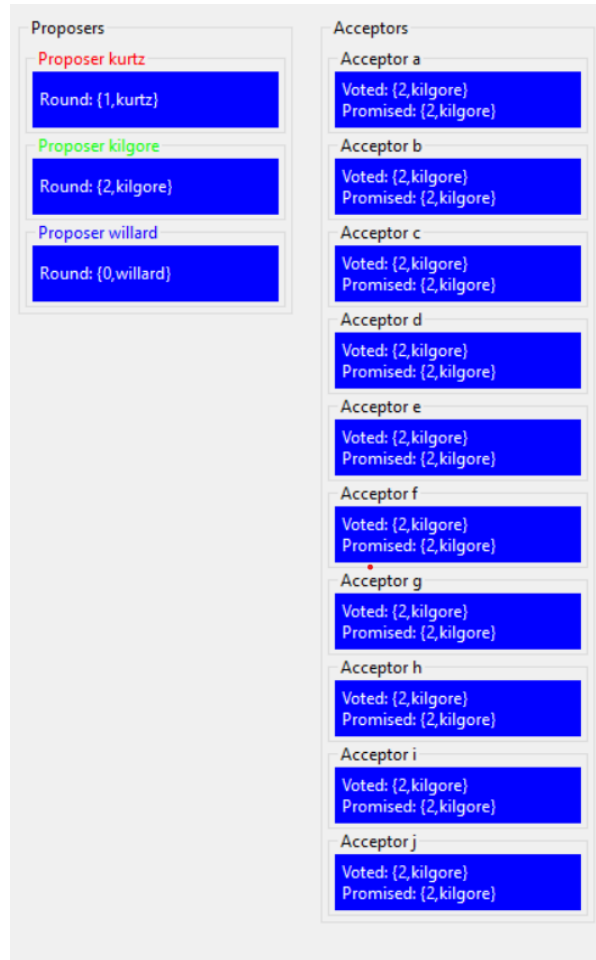 Proposers
Proposer kurtz
Round: {1,kurtz}
Proposer kilgore
Round: {2,kilgore}
Proposer willard
Round: {0,willard}
Acceptors
Acceptor a
Voted: {2,kilgore}
Promised: {2,kilgore}
Acceptor b
Voted: {2,kilgore}
Promised: {2,kilgore}
Acceptor c
Voted: {2,kilgore}
Promised: {2,kilgore}
Acceptor d
Voted: {2,kilgore}
Promised: {2,kilgore}
Acceptor e
Voted: {2,kilgore}
Promised: {2,kilgore}
Acceptor f
Voted: {2,kilgore}
Promised: {2,kilgore}
Acceptor g
Voted: {2,kilgore}
Promised: {2,kilgore}
Acceptor h
Voted: {2,kilgore}
Promised: {2,kilgore}
Acceptor i
Voted: {2,kilgore}
Promised: {2,kilgore}
Acceptor j
Voted: {2,kilgore}
Promised: {2,kilgore}